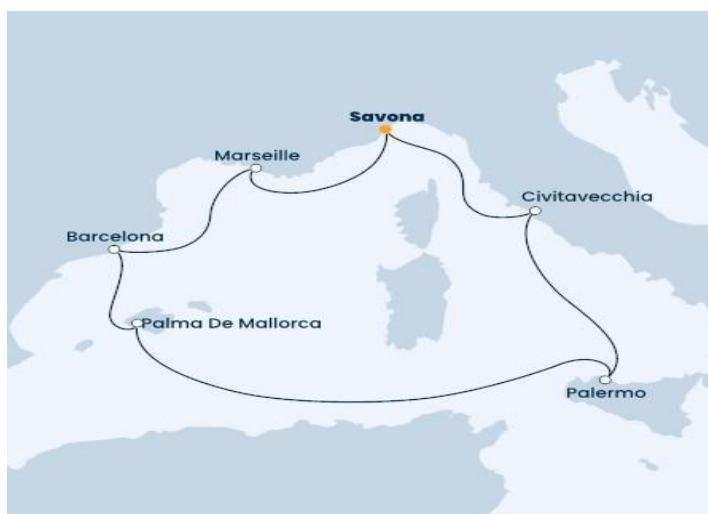 Savona
Marseille
Civitavecchia
Barcelona
Palma De Mallorca
Palermo